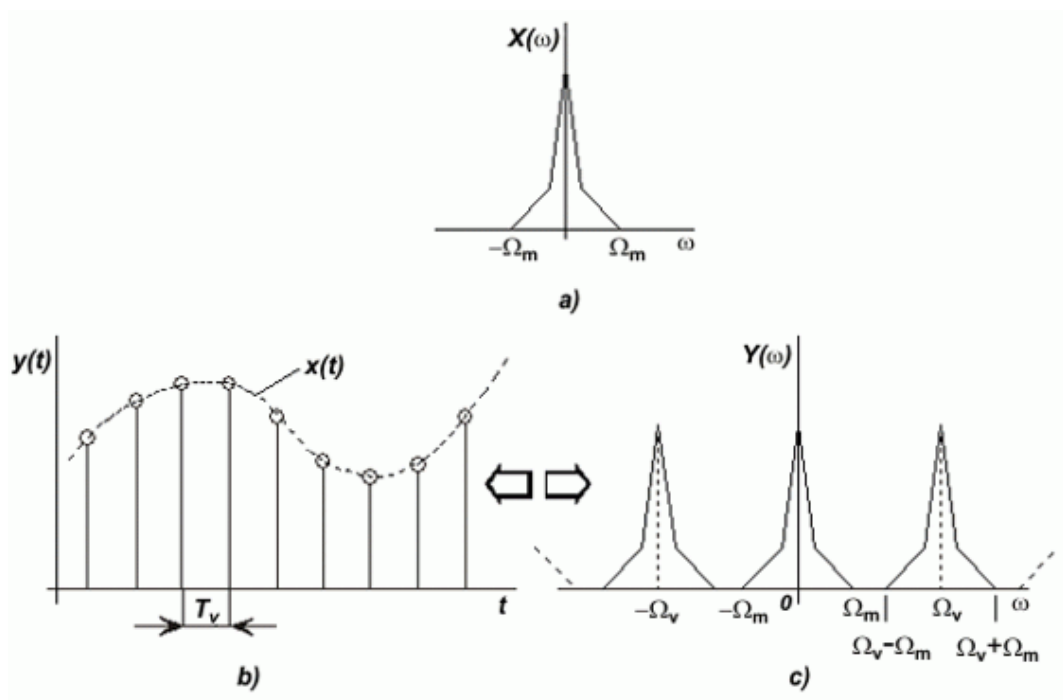 X(ω)
−Ωm Ωm ω
a)
y(t) x(t) Y(ω)
Tv t −Ωv −Ωm 0 Ωm Ωv ω
Ωv-Ωm Ωv+Ωm
b) c)